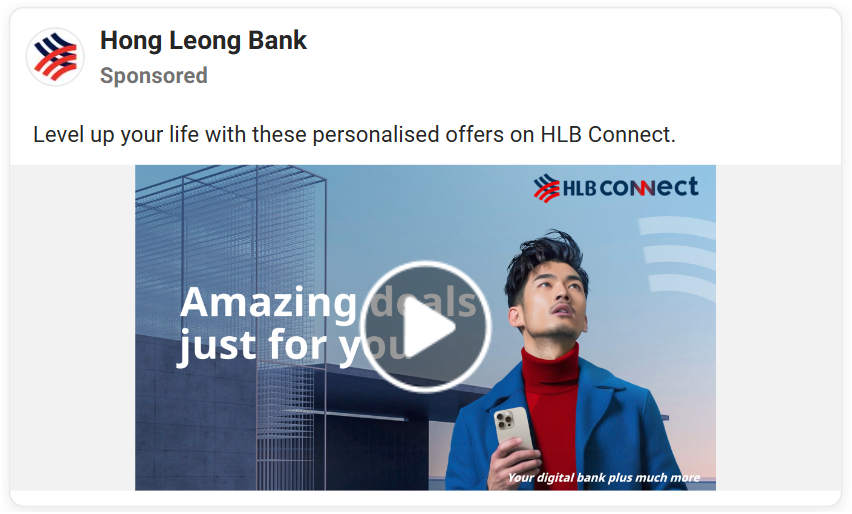 Hong Leong Bank
Sponsored
Level up your life with these personalised offers on HLB Connect.
HLB CONNECT
Amazing deals
just for you
Your digital bank plus much more